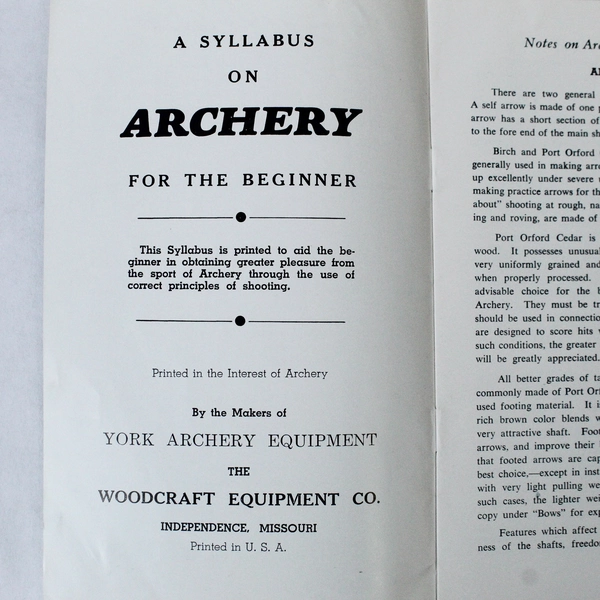 A SYLLABUS
ON
ARCHERY
FOR THE BEGINNER
This Syllabus is printed to aid the be-
ginner in obtaining greater pleasure from
the sport of Archery through the use of
correct principles of shooting.
Printed in the Interest of Archery
By the Makers of
YORK ARCHERY EQUIPMENT
THE
WOODCRAFT EQUIPMENT CO.
INDEPENDENCE, MISSOURI
Printed in U. S. A.
Notes on
There are two general
A self arrow is made of one
arrow has a short section of
to the fore end of the main
Birch and Port Orford
generally used in making
up excellently under severe
making practice arrows for
about" shooting at rough,
ing and roving, are made of
Port Orford Cedar is
wood. It possesses
very uniformly grained and
when properly processed.
advisable choice for the
Archery. They must be
should be used in
are designed to score hits
such conditions, the greater
will be greatly appreciated.
All better grades of
commonly made of Port
used footing material. It
rich brown color blends
very attractive shaft.
arrows, and improve their
that footed arrows are
best choice,—except in
with very light pulling
such cases, the lighter
copy under "Bows" for
Features which affect
ness of the shafts,